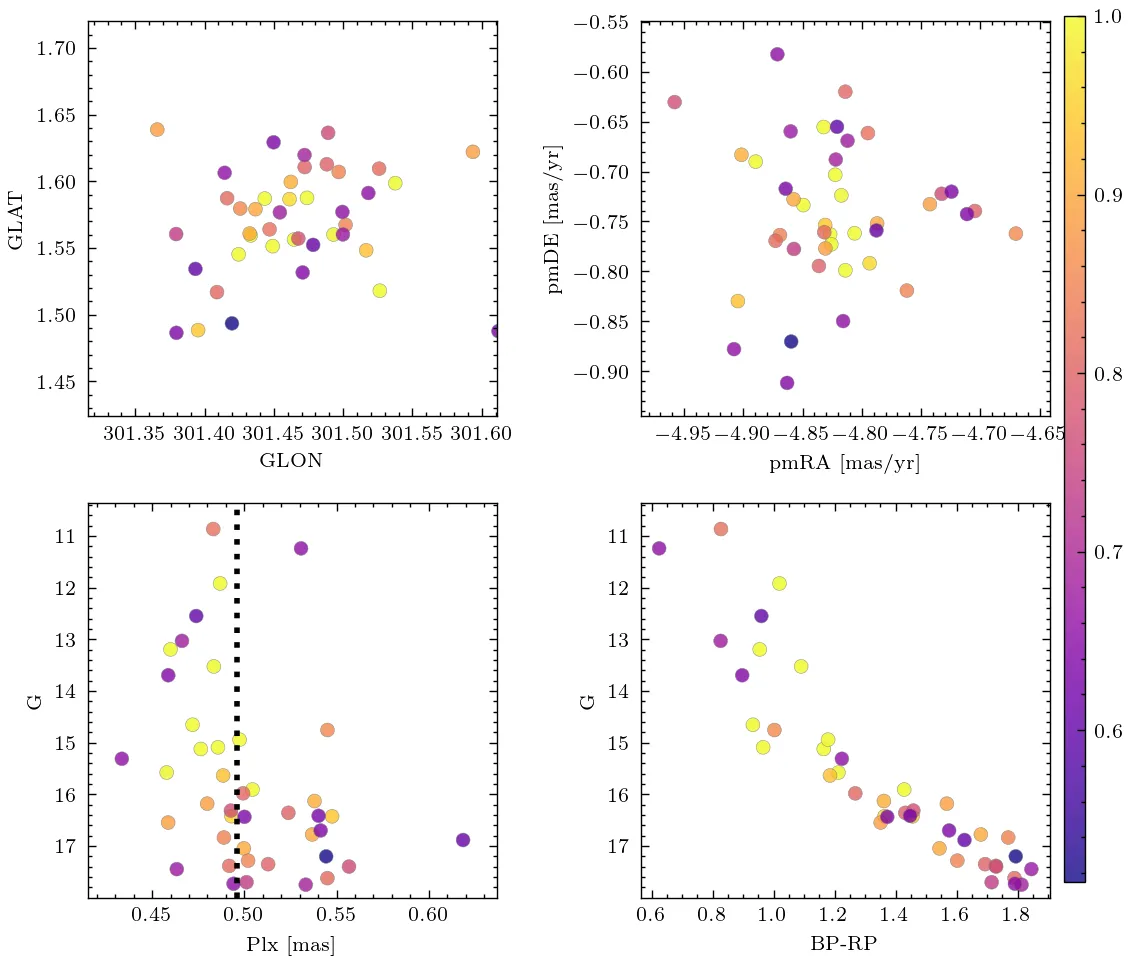 1.70
1.65
1.60
1.55
1.50
1.45
GLAT
301.35 301.40 301.45 301.50 301.55 301.60
GLON
−0.55
−0.60
−0.65
−0.70
−0.75
−0.80
−0.85
−0.90
pmDE [mas/yr]
−4.95 −4.90 −4.85 −4.80 −4.75 −4.70 −4.65
pmRA [mas/yr]
1.0
0.9
0.8
0.7
0.6
11
12
13
14
15
16
17
G
0.45 0.50 0.55 0.60
Plx [mas]
11
12
13
14
15
16
17
G
0.6 0.8 1.0 1.2 1.4 1.6 1.8
BP-RP